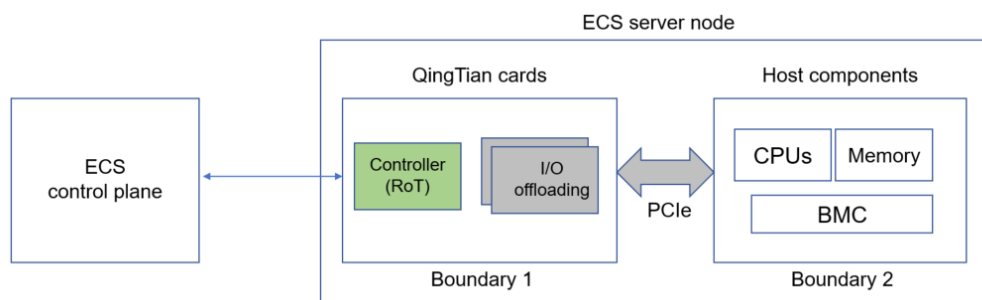 ECS server node
QingTian cards
Host components
ECS
control plane
Controller
(RoT)
I/O
offloading
PCIe
CPUs
Memory
BMC
Boundary 1
Boundary 2